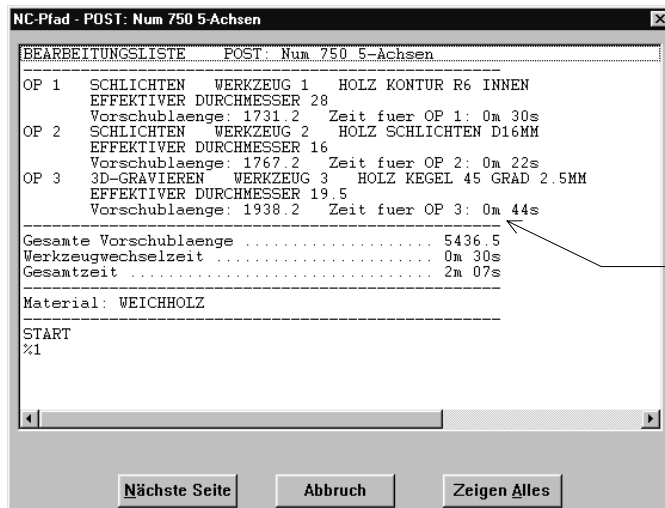 NC-Pfad - POST: Num 750 5-Achsen
BEARBEITUNGSLISTE POST: Num 750 5-Achsen
OP 1 SCHLICHTEN WERKZEUG 1 HOLZ KONTUR R6 INNEN
EFFEKTIVER DURCHMESSER 28
Vorschublaenge: 1731.2 Zeit fuer OP 1: 0m 30s
OP 2 SCHLICHTEN WERKZEUG 2 HOLZ SCHLICHTEN D16MM
EFFEKTIVER DURCHMESSER 16
Vorschublaenge: 1767.2 Zeit fuer OP 2: 0m 22s
OP 3 3D-GRAVIEREN WERKZEUG 3 HOLZ KEGEL 45 GRAD 2.5MM
EFFEKTIVER DURCHMESSER 19.5
Vorschublaenge: 1938.2 Zeit fuer OP 3: 0m 44s
Gesamte Vorschublaenge ..................... 5436.5
Werkzeugwechselzeit ....................... 0m 30s
Gesamtzeit ............................... 2m 07s
Material: WEICHHOLZ
START
%1
Nächste Seite Abbruch Zeigen Alles